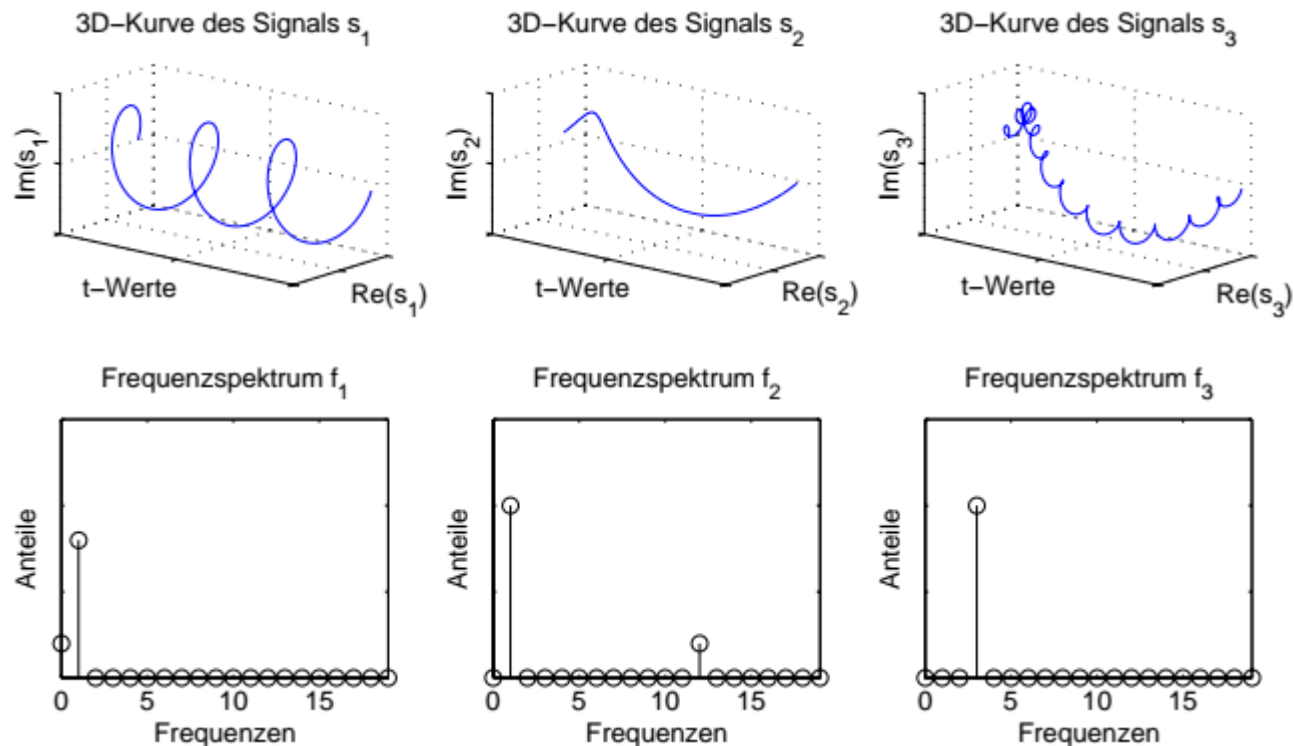 3D−Kurve des Signals s₁
3D−Kurve des Signals s₂
3D−Kurve des Signals s₃
Im(s₁)
t−Werte
Re(s₁)
Im(s₂)
t−Werte
Re(s₂)
Im(s₃)
t−Werte
Re(s₃)
Frequenzspektrum f₁
Frequenzspektrum f₂
Frequenzspektrum f₃
Anteile
0 5 10 15
Frequenzen
Anteile
0 5 10 15
Frequenzen
Anteile
0 5 10 15
Frequenzen